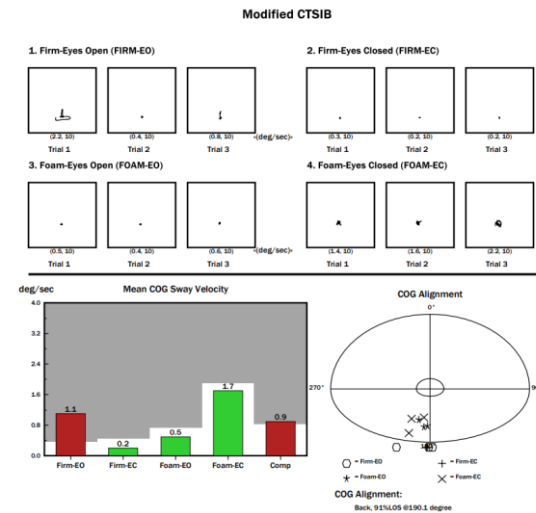 Modified CTSIB
1. Firm-Eyes Open (FIRM-EO)
2. Firm-Eyes Closed (FIRM-EC)
(2.2, 10) (0.4, 10) (0.8, 10) <(deg/sec)> (0.3, 10) (0.2, 10) (0.2, 10)
Trial 1 Trial 2 Trial 3 Trial 1 Trial 2 Trial 3
3. Foam-Eyes Open (FOAM-EO)
4. Foam-Eyes Closed (FOAM-EC)
(0.5, 10) (0.4, 10) (0.6, 10) <(deg/sec)> (1.4, 10) (1.6, 10) (2.2, 10)
Trial 1 Trial 2 Trial 3 Trial 1 Trial 2 Trial 3
deg/sec
Mean COG Sway Velocity
4.0
3.2
2.4
1.6
0.8
0.0
1.1
0.2
0.5
1.7
0.9
Firm-EO Firm-EC Foam-EO Foam-EC Comp
COG Alignment
0°
270°
= Firm-EO + = Firm-EC
= Foam-EO = Foam-EC
COG Alignment:
Back, 91%LOS @190.1 degree